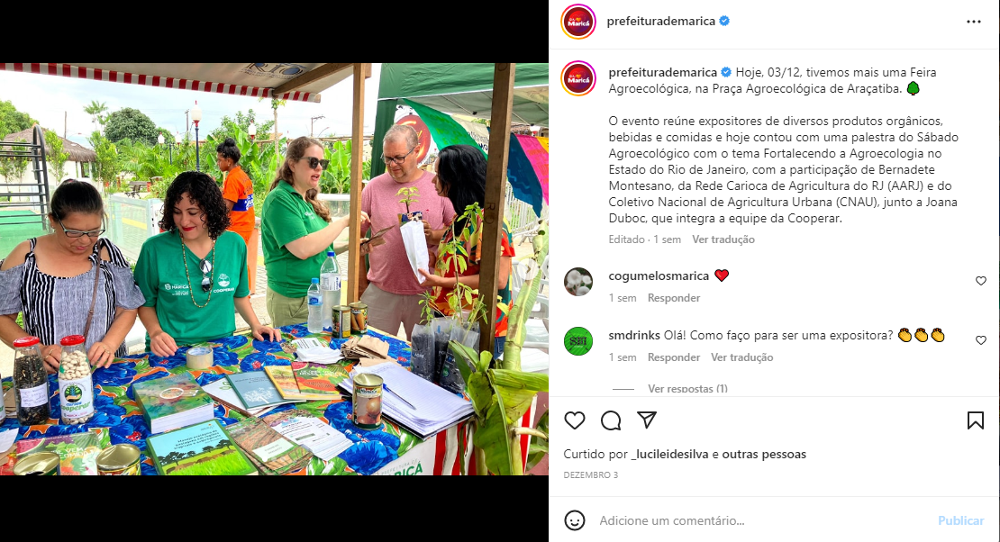 prefeiturademarica
prefeiturademarica Hoje, 03/12, tivemos mais uma Feira
Agroecológica, na Praça Agroecológica de Araçatiba. 🌳
O evento reúne expositores de diversos produtos orgânicos,
bebidas e comidas e hoje contou com uma palestra do Sábado
Agroecológico com o tema Fortalecendo a Agroecologia no
Estado do Rio de Janeiro, com a participação de Bernadete
Montesano, da Rede Carioca de Agricultura do RJ (AARJ) e do
Coletivo Nacional de Agricultura Urbana (CNAU), junto a Joana
Duboc, que integra a equipe da Cooperar.
Editado · 1 sem Ver tradução
cogumelosmarica ❤️
1 sem Responder
smdrinks Olá! Como faço para ser uma expositora? 👏👏👏
1 sem Responder Ver tradução
Ver respostas (1)
Curtido por _lucileidesilva e outras pessoas
DEZEMBRO 3
Adicione um comentário...
Publicar
MARICÁ
COOPERAR
cooperar